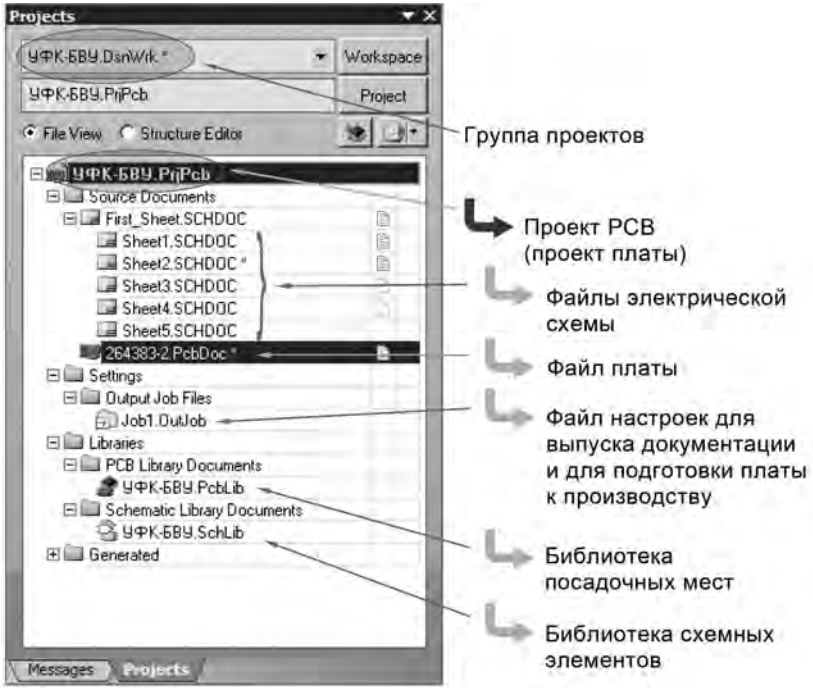 Projects
УФК-БВУ.DsnWrk *
Workspace
УФК-БВУ.PrjPcb
Project
File View
Structure Editor
Группа проектов
УФК-БВУ.PrjPcb
Source Documents
First_Sheet.SCHDOC
Sheet1.SCHDOC
Sheet2.SCHDOC *
Sheet3.SCHDOC
Sheet4.SCHDOC
Sheet5.SCHDOC
264383-2.PcbDoc *
Settings
Output Job Files
Job1.OutJob
Libraries
PCB Library Documents
УФК-БВУ.PcbLib
Schematic Library Documents
УФК-БВУ.SchLib
Generated
Проект PCB
(проект платы)
Файлы электрической
схемы
Файл платы
Файл настроек для
выпуска документации
и для подготовки платы
к производству
Библиотека
посадочных мест
Библиотека схемных
элементов
Messages
Projects